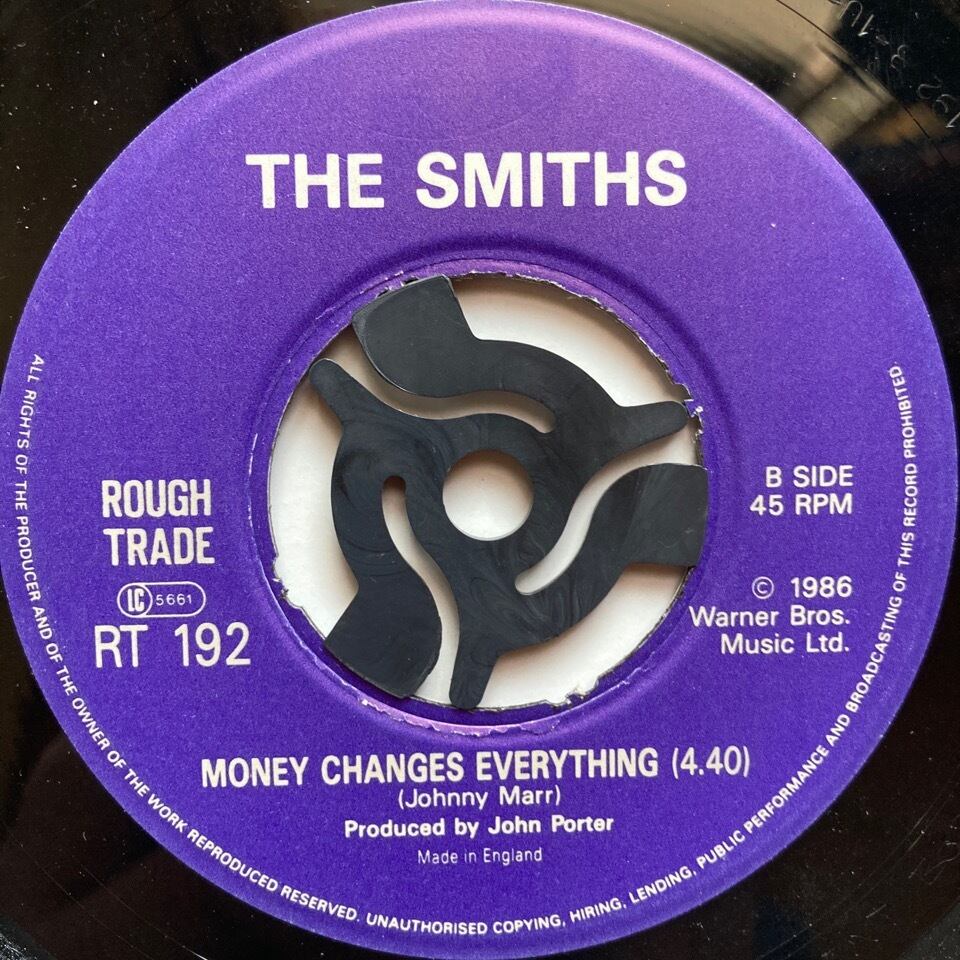 THE SMITHS
ROUGH
TRADE
LC 5661
RT 192
B SIDE
45 RPM
© 1986
Warner Bros.
Music Ltd.
MONEY CHANGES EVERYTHING (4.40)
(Johnny Marr)
Produced by John Porter
Made in England
ALL RIGHTS OF THE PRODUCER AND OF THE OWNER OF THE WORK REPRODUCED RESERVED. UNAUTHORISED COPYING, HIRING, LENDING, PUBLIC PERFORMANCE AND BROADCASTING OF THIS RECORD PROHIBITED.